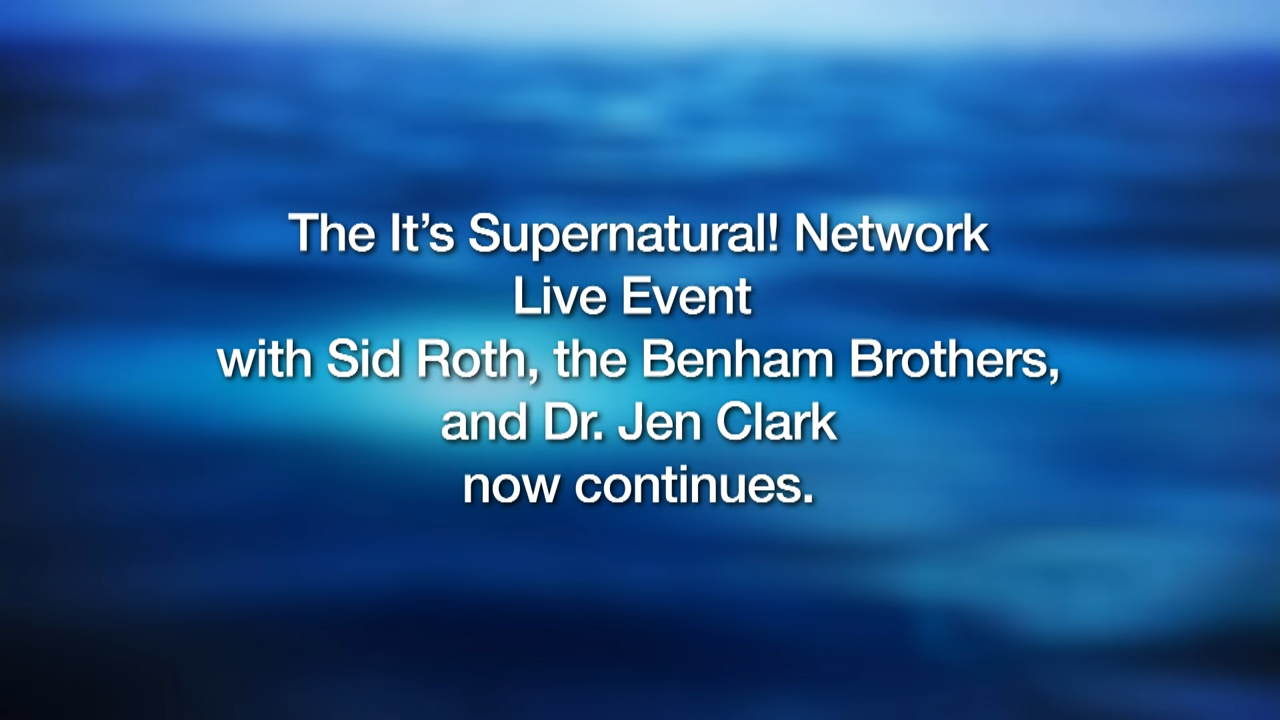 The It’s Supernatural! Network
Live Event
with Sid Roth, the Benham Brothers,
and Dr. Jen Clark
now continues.